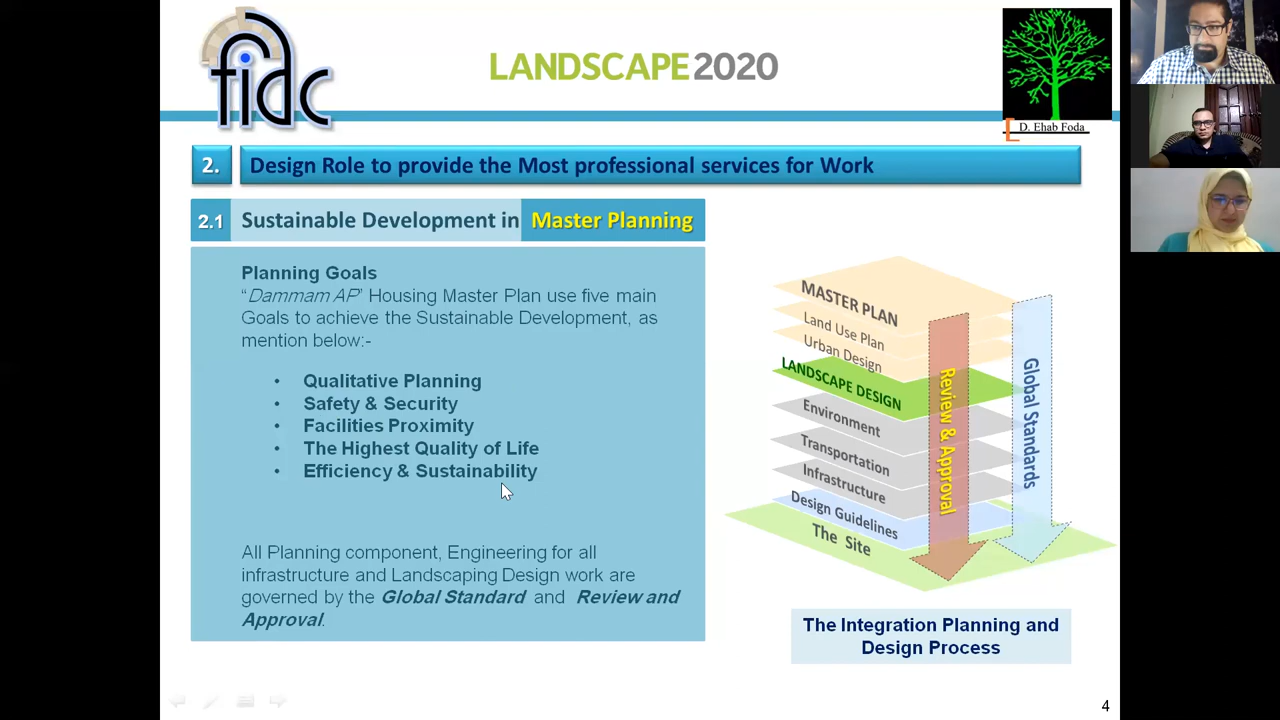 fidc
LANDSCAPE 2020
D. Ehab Foda
2. Design Role to provide the Most professional services for Work
2.1 Sustainable Development in Master Planning
Planning Goals
“Dammam AP” Housing Master Plan use five main
Goals to achieve the Sustainable Development, as
mention below:-
• Qualitative Planning
• Safety & Security
• Facilities Proximity
• The Highest Quality of Life
• Efficiency & Sustainability
All Planning component, Engineering for all
infrastructure and Landscaping Design work are
governed by the Global Standard and Review and
Approval.
MASTER PLAN
Land Use Plan
Urban Design
LANDSCAPE DESIGN
Environment
Transportation
Infrastructure
Design Guidelines
The Site
Review & Approval
Global Standards
The Integration Planning and
Design Process
4